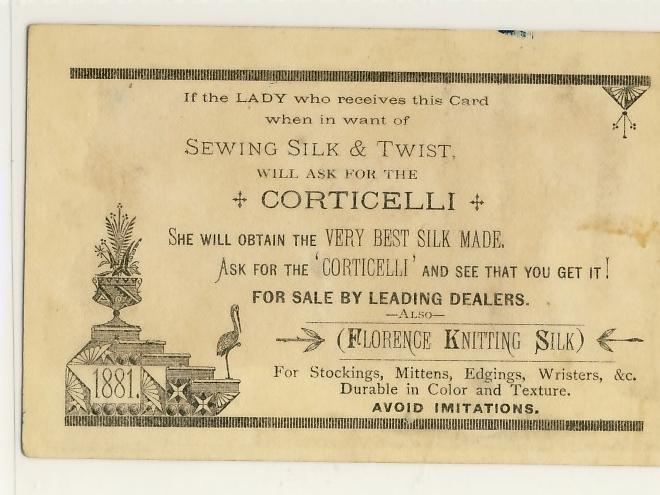 If the LADY who receives this Card
when in want of
SEWING SILK & TWIST,
WILL ASK FOR THE
CORTICELLI
SHE WILL OBTAIN THE VERY BEST SILK MADE.
ASK FOR THE 'CORTICELLI' AND SEE THAT YOU GET IT!
FOR SALE BY LEADING DEALERS.
—ALSO—
(FLORENCE KNITTING SILK)
For Stockings, Mittens, Edgings, Wristers, &c.
Durable in Color and Texture.
AVOID IMITATIONS.
1881.